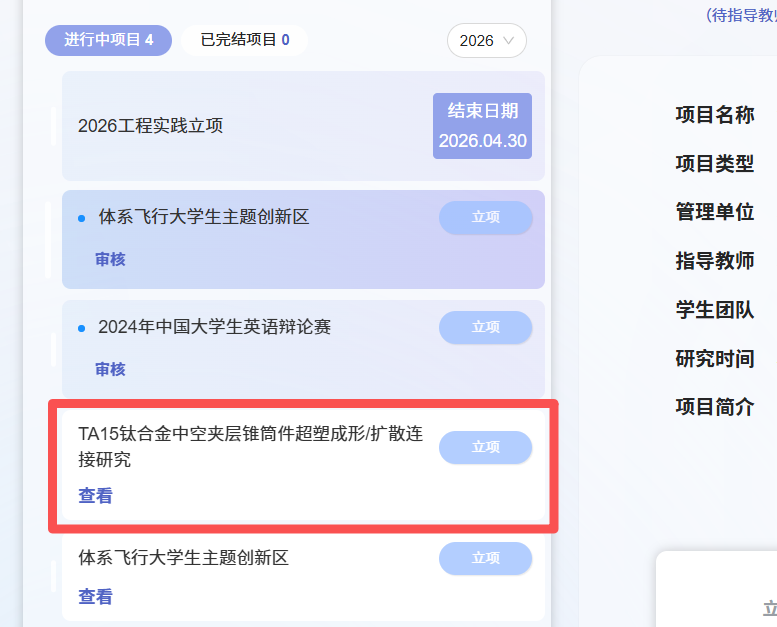 （待指导教
进行中项目 4
已完结项目 0
2026
2026工程实践立项
结束日期
2026.04.30
体系飞行大学生主题创新区
立项
审核
2024年中国大学生英语辩论赛
立项
审核
TA15钛合金中空夹层锥筒件超塑成形/扩散连
接研究
立项
查看
体系飞行大学生主题创新区
立项
查看
项目名称
项目类型
管理单位
指导教师
学生团队
研究时间
项目简介